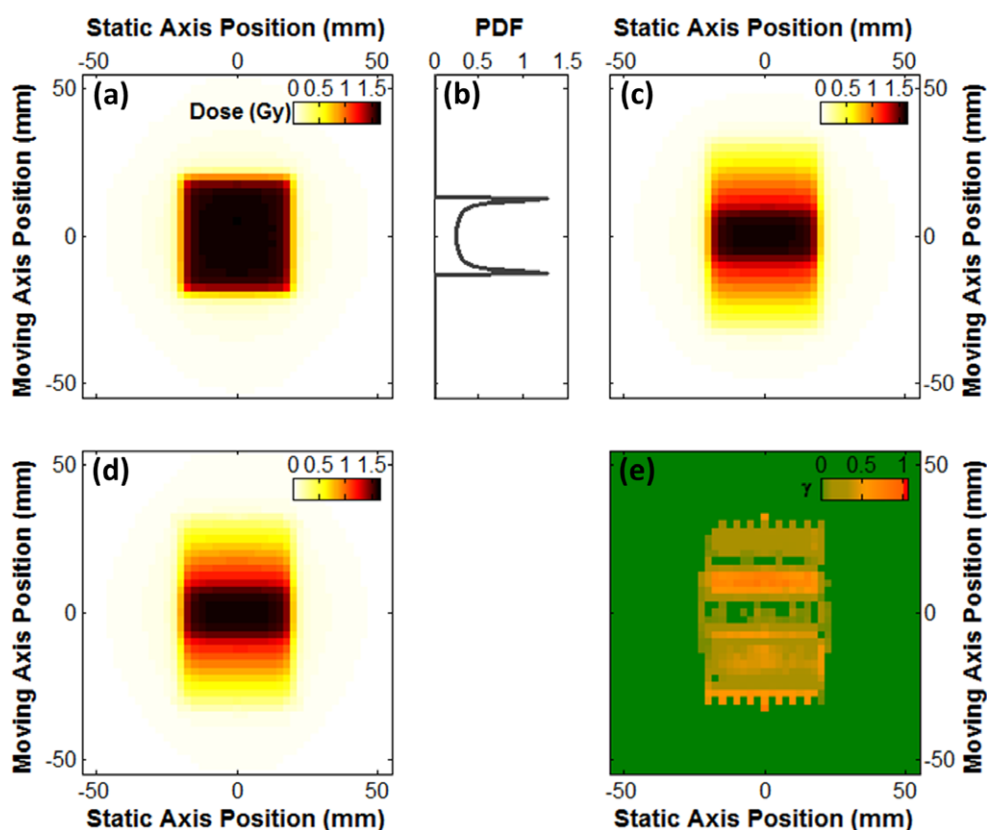 Static Axis Position (mm)
PDF
Static Axis Position (mm)
-50 0 50
0 0.5 1 1.5
-50 0 50
50
0
-50
Moving Axis Position (mm)
(a)
0 0.5 1 1.5
Dose (Gy)
(b)
(c)
0 0.5 1 1.5
50
0
-50
Moving Axis Position (mm)
50
0
-50
Moving Axis Position (mm)
(d)
0 0.5 1 1.5
(e)
0 0.5 1
γ
50
0
-50
Moving Axis Position (mm)
-50 0 50
-50 0 50
Static Axis Position (mm)
Static Axis Position (mm)